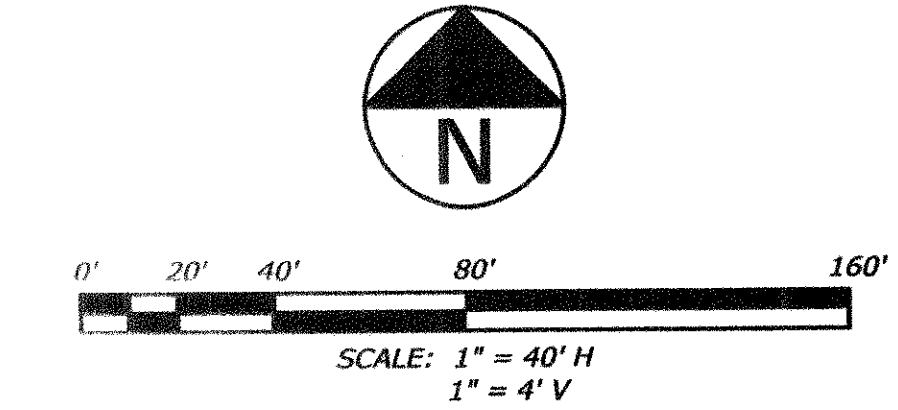 N
0' 20' 40' 80' 160'
SCALE: 1" = 40' H
1" = 4' V